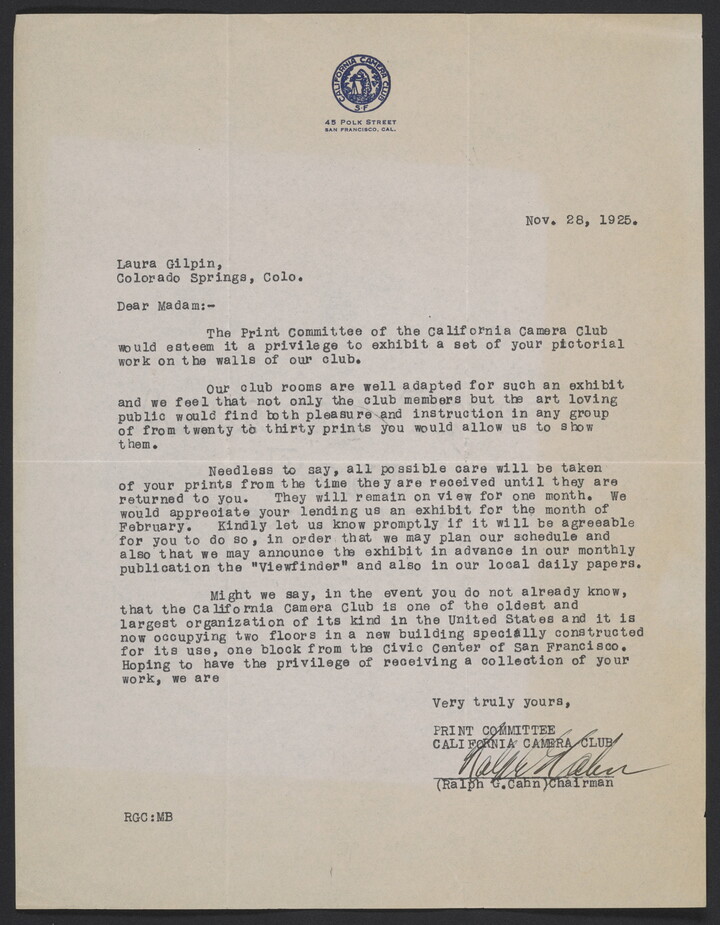 CALIFORNIA CAMERA CLUB
S-F
45 POLK STREET
SAN FRANCISCO, CAL.
Nov. 28, 1925.
Laura Gilpin,
Colorado Springs, Colo.
Dear Madam:-
The Print Committee of the California Camera Club
would esteem it a privilege to exhibit a set of your pictorial
work on the walls of our club.
Our club rooms are well adapted for such an exhibit
and we feel that not only the club members but the art loving
public would find both pleasure and instruction in any group
of from twenty to thirty prints you would allow us to show
them.
Needless to say, all possible care will be taken
of your prints from the time they are received until they are
returned to you. They will remain on view for one month. We
would appreciate your lending us an exhibit for the month of
February. Kindly let us know promptly if it will be agreeable
for you to do so, in order that we may plan our schedule and
also that we may announce the exhibit in advance in our monthly
publication the "Viewfinder" and also in our local daily papers.
Might we say, in the event you do not already know,
that the California Camera Club is one of the oldest and
largest organization of its kind in the United States and it is
now occupying two floors in a new building specially constructed
for its use, one block from the Civic Center of San Francisco.
Hoping to have the privilege of receiving a collection of your
work, we are
Very truly yours,
PRINT COMMITTEE
CALIFORNIA CAMERA CLUB
Ralph G. Cahn
(Ralph G.Cahn)Chairman
RGC:MB